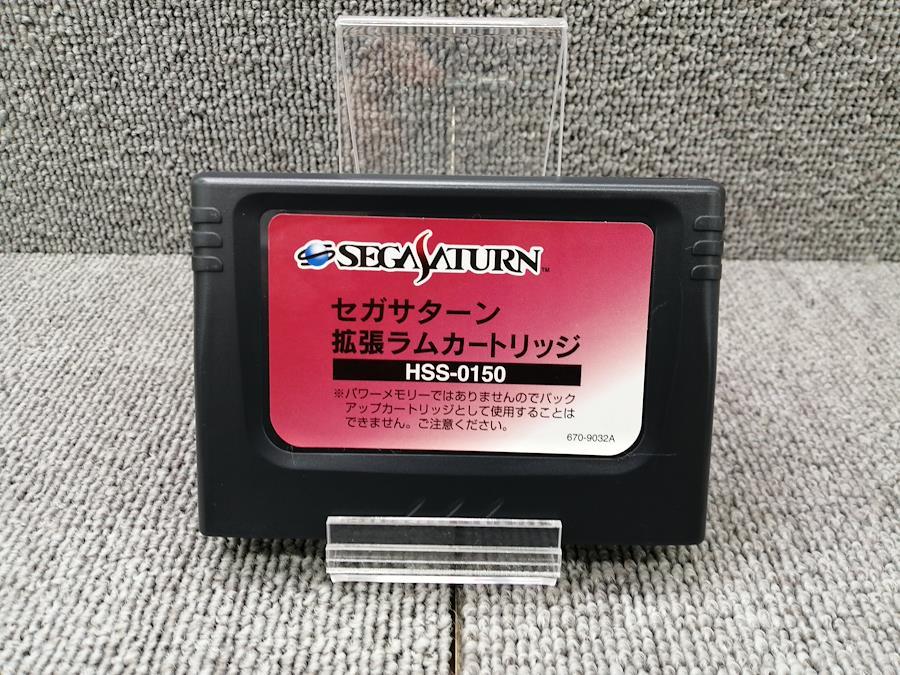 SEGA SATURN™
セガサターン
拡張ラムカートリッジ
HSS-0150
※パワーメモリーではありませんのでバック
アップカートリッジとして使用することは
できません。ご注意ください。
670-9032A